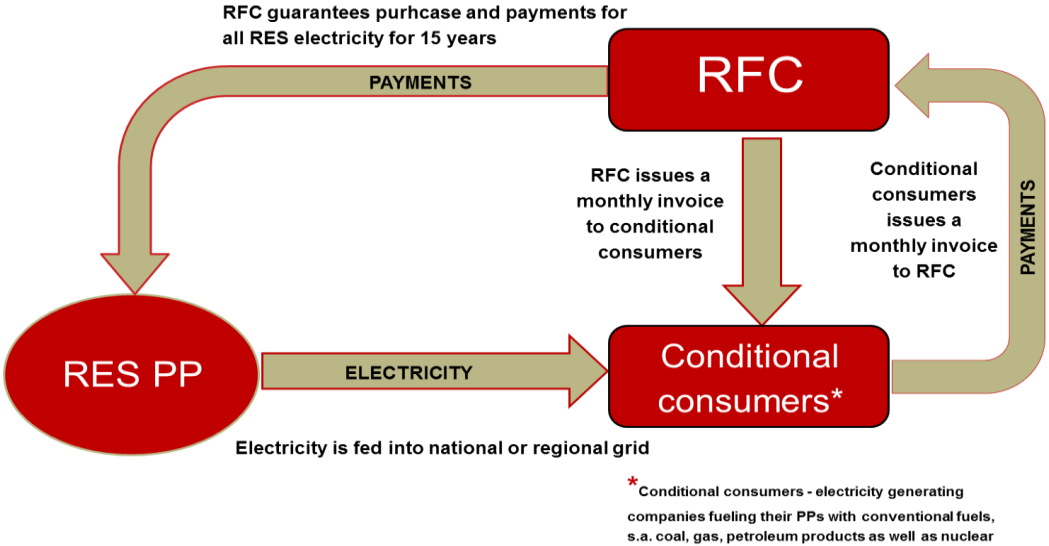 RFC guarantees purhcase and payments for
all RES electricity for 15 years
PAYMENTS
RFC
RFC issues a
monthly invoice
to conditional
consumers
Conditional
consumers
issues a
monthly invoice
to RFC
PAYMENTS
RES PP
ELECTRICITY
Conditional
consumers*
Electricity is fed into national or regional grid
*Conditional consumers - electricity generating
companies fueling their PPs with conventional fuels,
s.a. coal, gas, petroleum products as well as nuclear